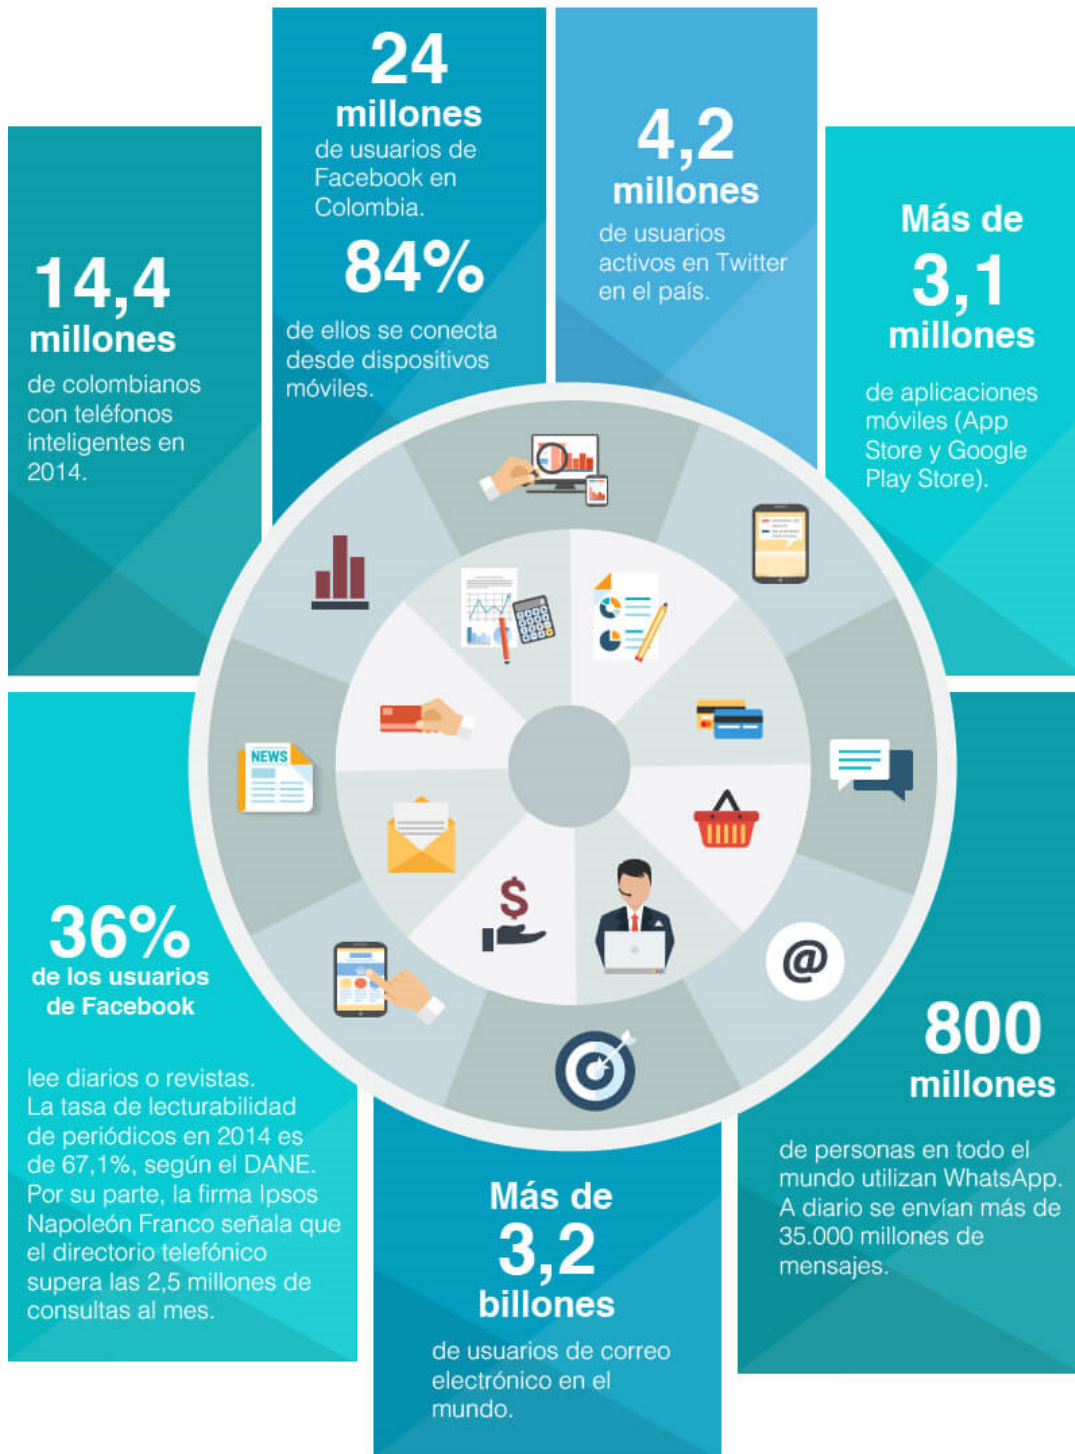 14,4
millones
de colombianos
con teléfonos
inteligentes en
2014.
24
millones
de usuarios de
Facebook en
Colombia.
84%
de ellos se conecta
desde dispositivos
móviles.
4,2
millones
de usuarios
activos en Twitter
en el país.
Más de
3,1
millones
de aplicaciones
móviles (App
Store y Google
Play Store).
NEWS
$
@
36%
de los usuarios
de Facebook
lee diarios o revistas.
La tasa de lecturabilidad
de periódicos en 2014 es
de 67,1%, según el DANE.
Por su parte, la firma Ipsos
Napoleón Franco señala que
el directorio telefónico
supera las 2,5 millones de
consultas al mes.
Más de
3,2
billones
de usuarios de correo
electrónico en el
mundo.
800
millones
de personas en todo el
mundo utilizan WhatsApp.
A diario se envían más de
35.000 millones de
mensajes.